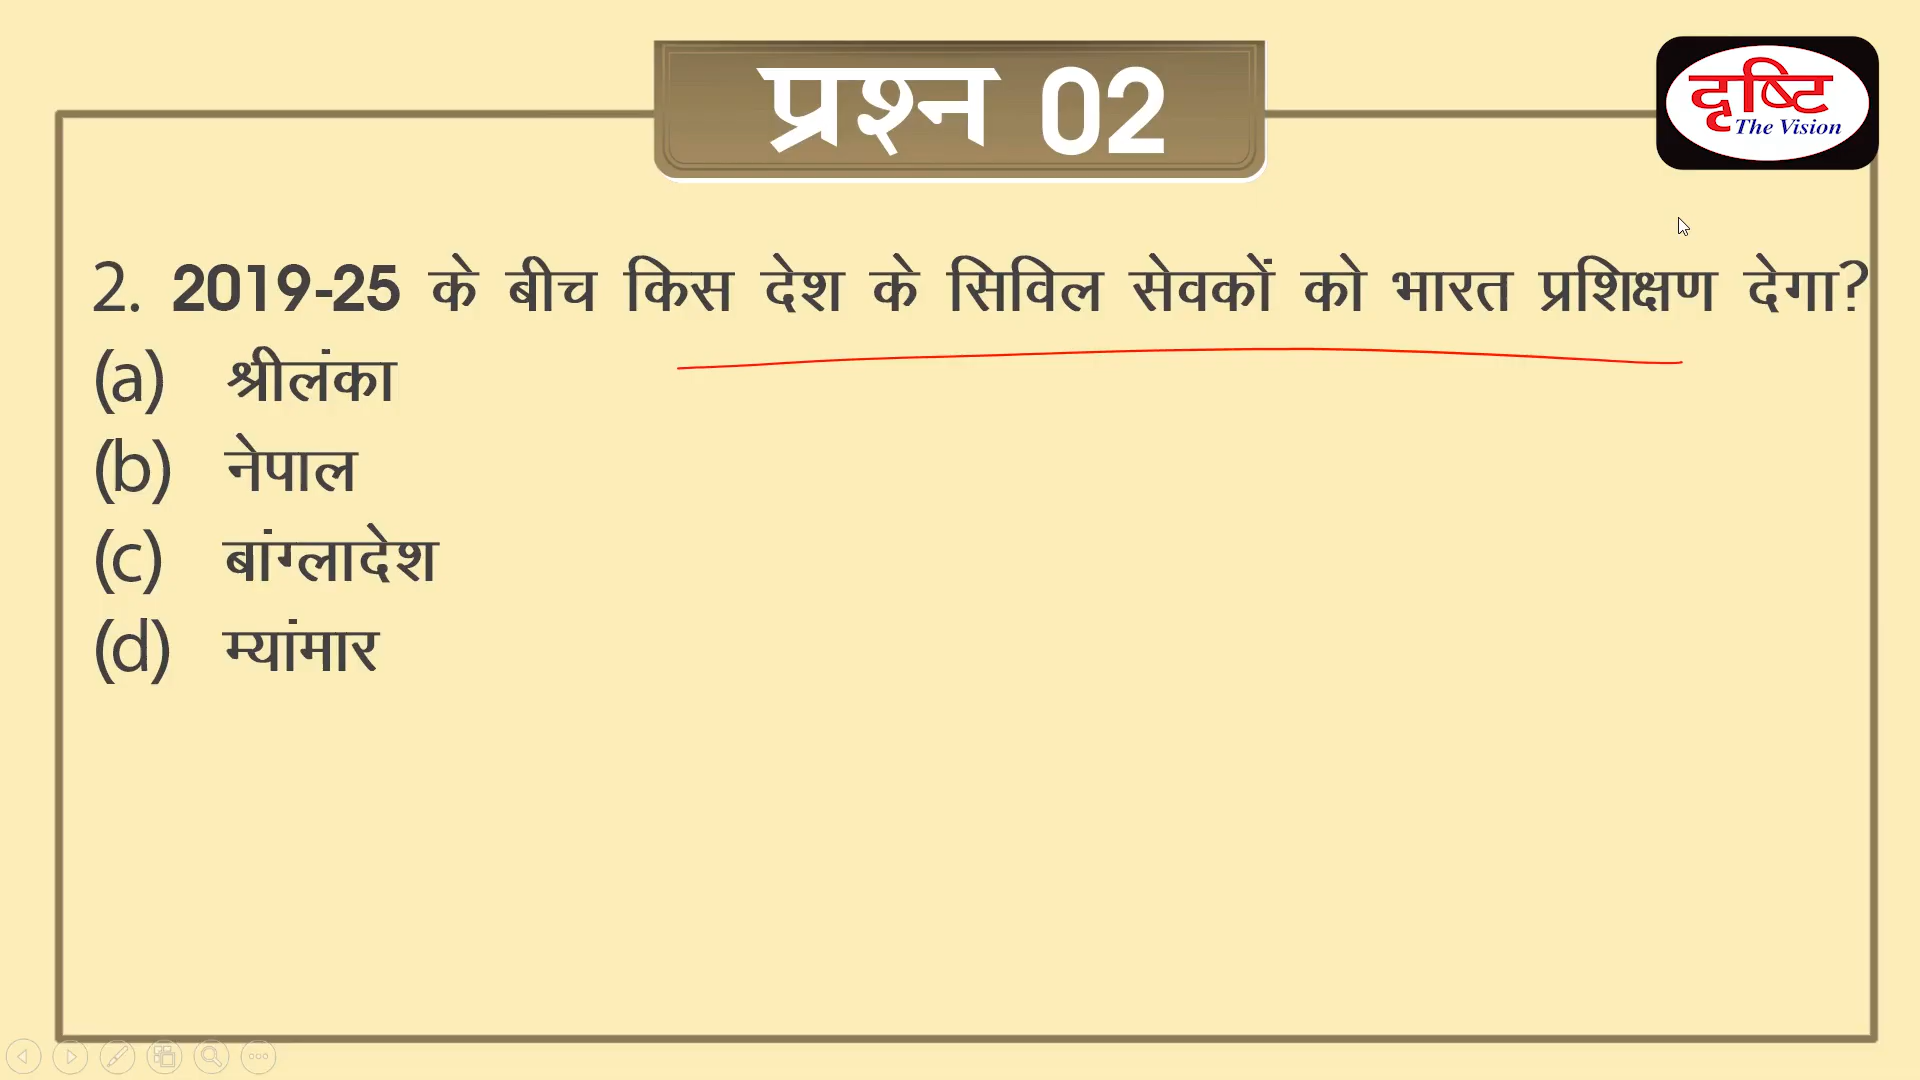 प्रश्न 02
दृष्टि
The Vision
2. 2019-25 के बीच किस देश के सिविल सेवकों को भारत प्रशिक्षण देगा?
(a) श्रीलंका
(b) नेपाल
(c) बांग्लादेश
(d) म्यांमार